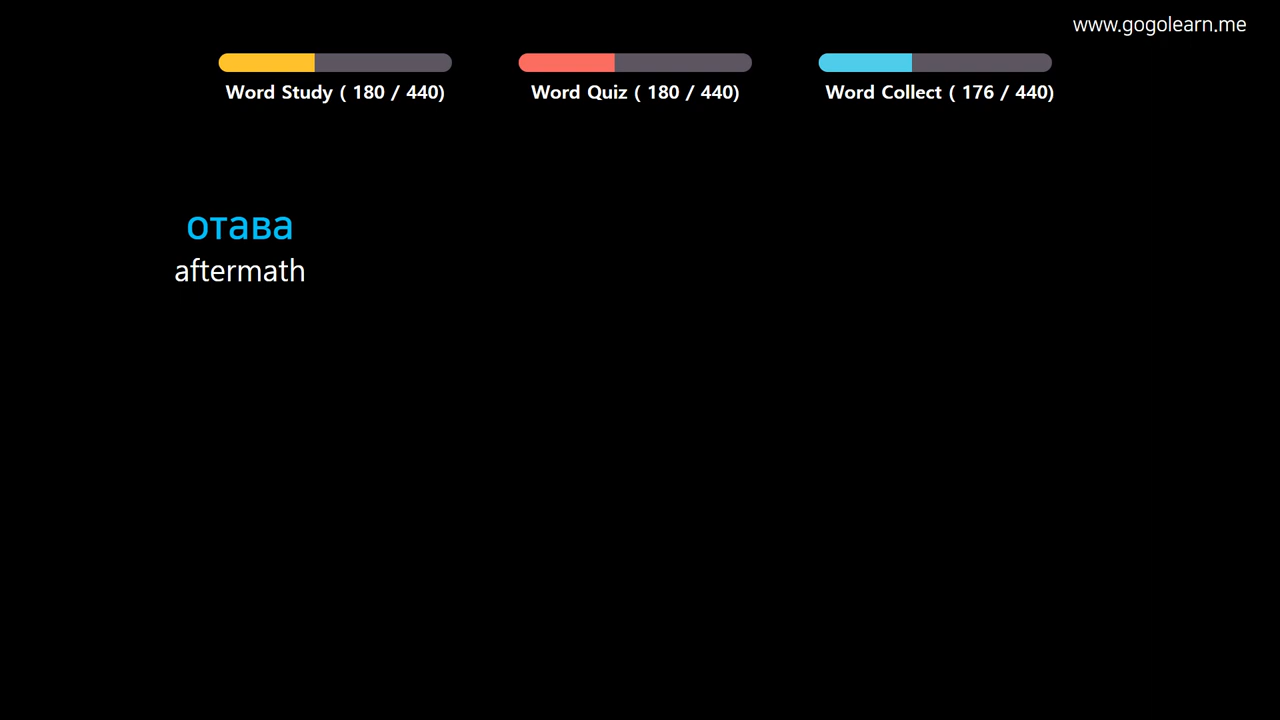 www.gogolearn.me
Word Study ( 180 / 440)
Word Quiz ( 180 / 440)
Word Collect ( 176 / 440)
отава
aftermath